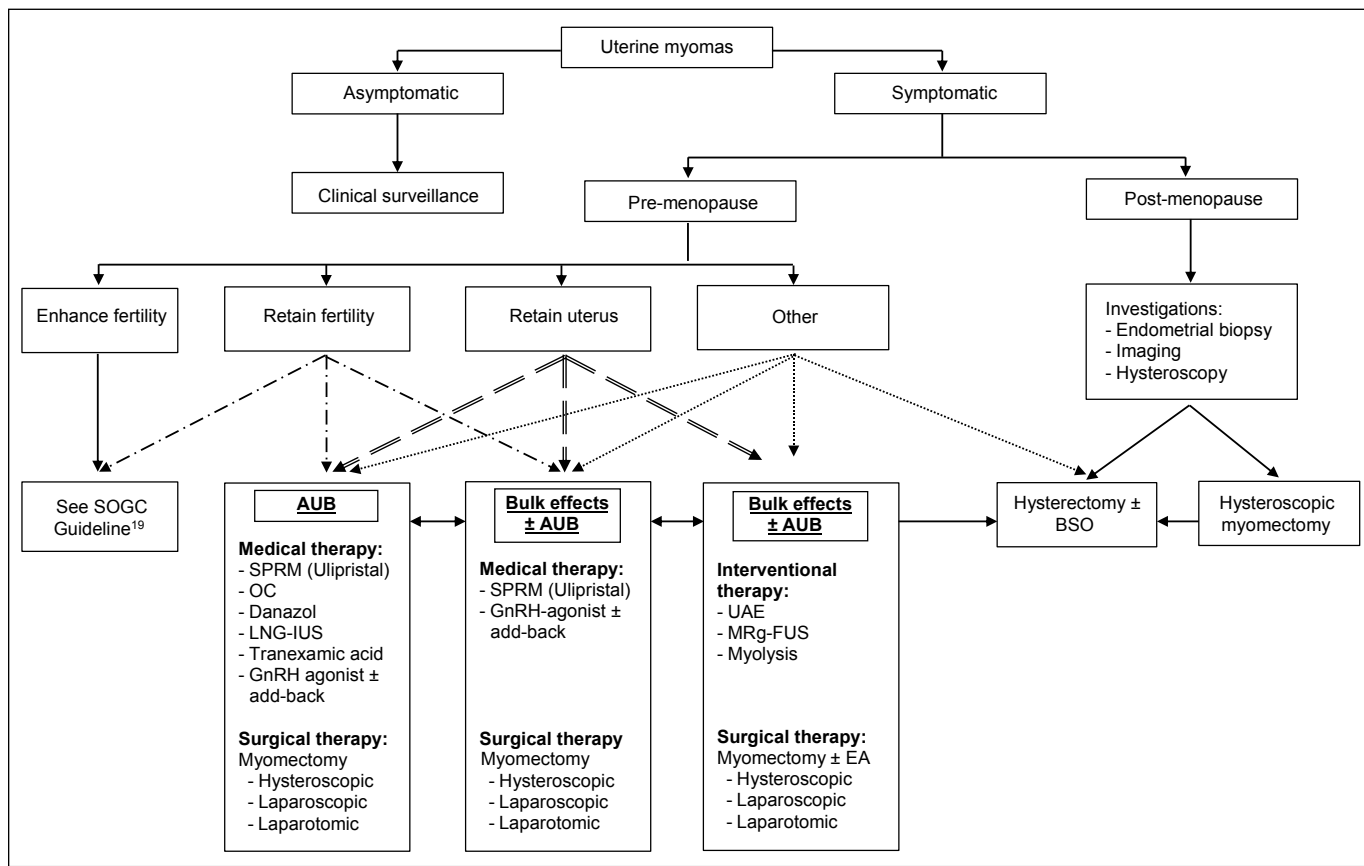 Uterine myomas
Asymptomatic
Symptomatic
Clinical surveillance
Pre-menopause
Post-menopause
Enhance fertility
Retain fertility
Retain uterus
Other
Investigations:
- Endometrial biopsy
- Imaging
- Hysteroscopy
See SOGC
Guideline19
AUB
Medical therapy:
- SPRM (Ulipristal)
- OC
- Danazol
- LNG-IUS
- Tranexamic acid
- GnRH agonist ±
add-back
Surgical therapy:
Myomectomy
- Hysteroscopic
- Laparoscopic
- Laparotomic
Bulk effects
± AUB
Medical therapy:
- SPRM (Ulipristal)
- GnRH-agonist ±
add-back
Surgical therapy
Myomectomy
- Hysteroscopic
- Laparoscopic
- Laparotomic
Bulk effects
± AUB
Interventional
therapy:
- UAE
- MRg-FUS
- Myolysis
Surgical therapy:
Myomectomy ± EA
- Hysteroscopic
- Laparoscopic
- Laparotomic
Hysterectomy ±
BSO
Hysteroscopic
myomectomy